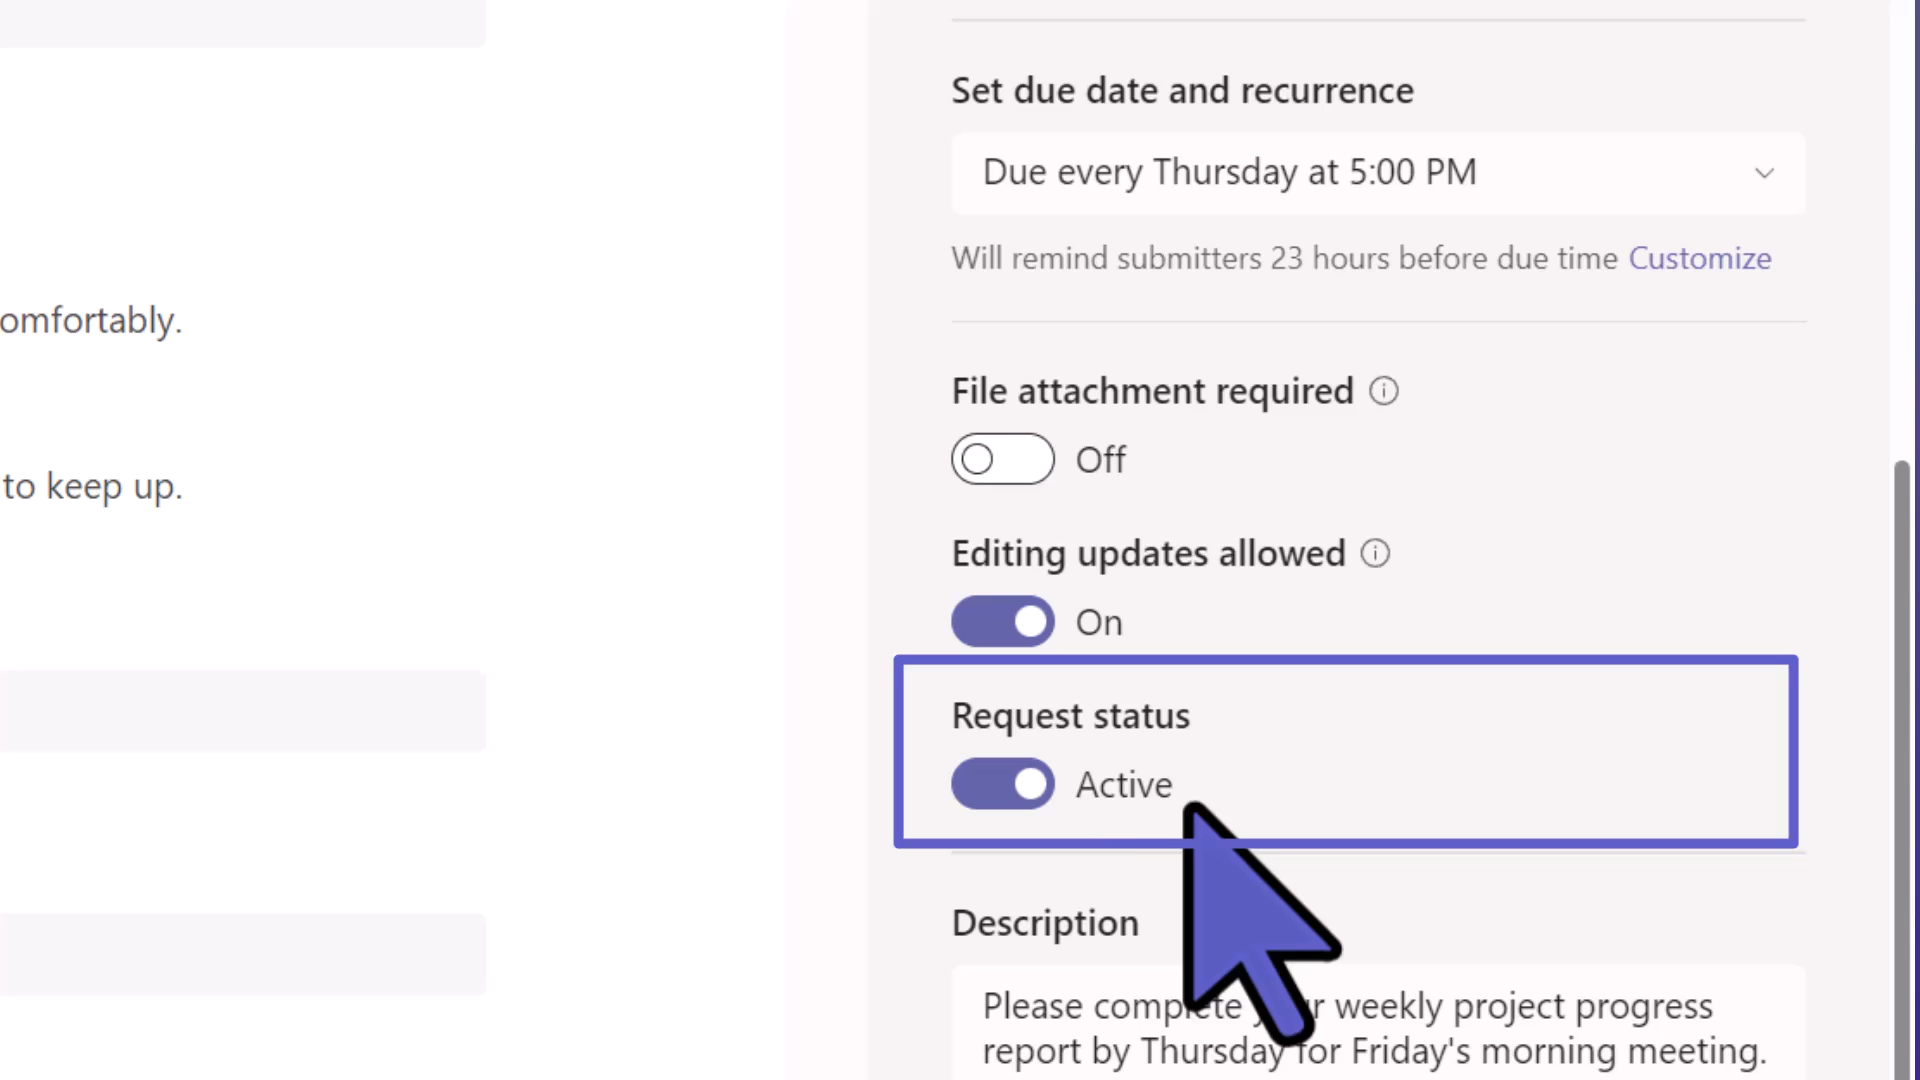 Set due date and recurrence
Due every Thursday at 5:00 PM
Will remind submitters 23 hours before due time Customize
omfortably.
File attachment required
Off
to keep up.
Editing updates allowed
On
Request status
Active
Description
Please complete your weekly project progress
report by Thursday for Friday's morning meeting.